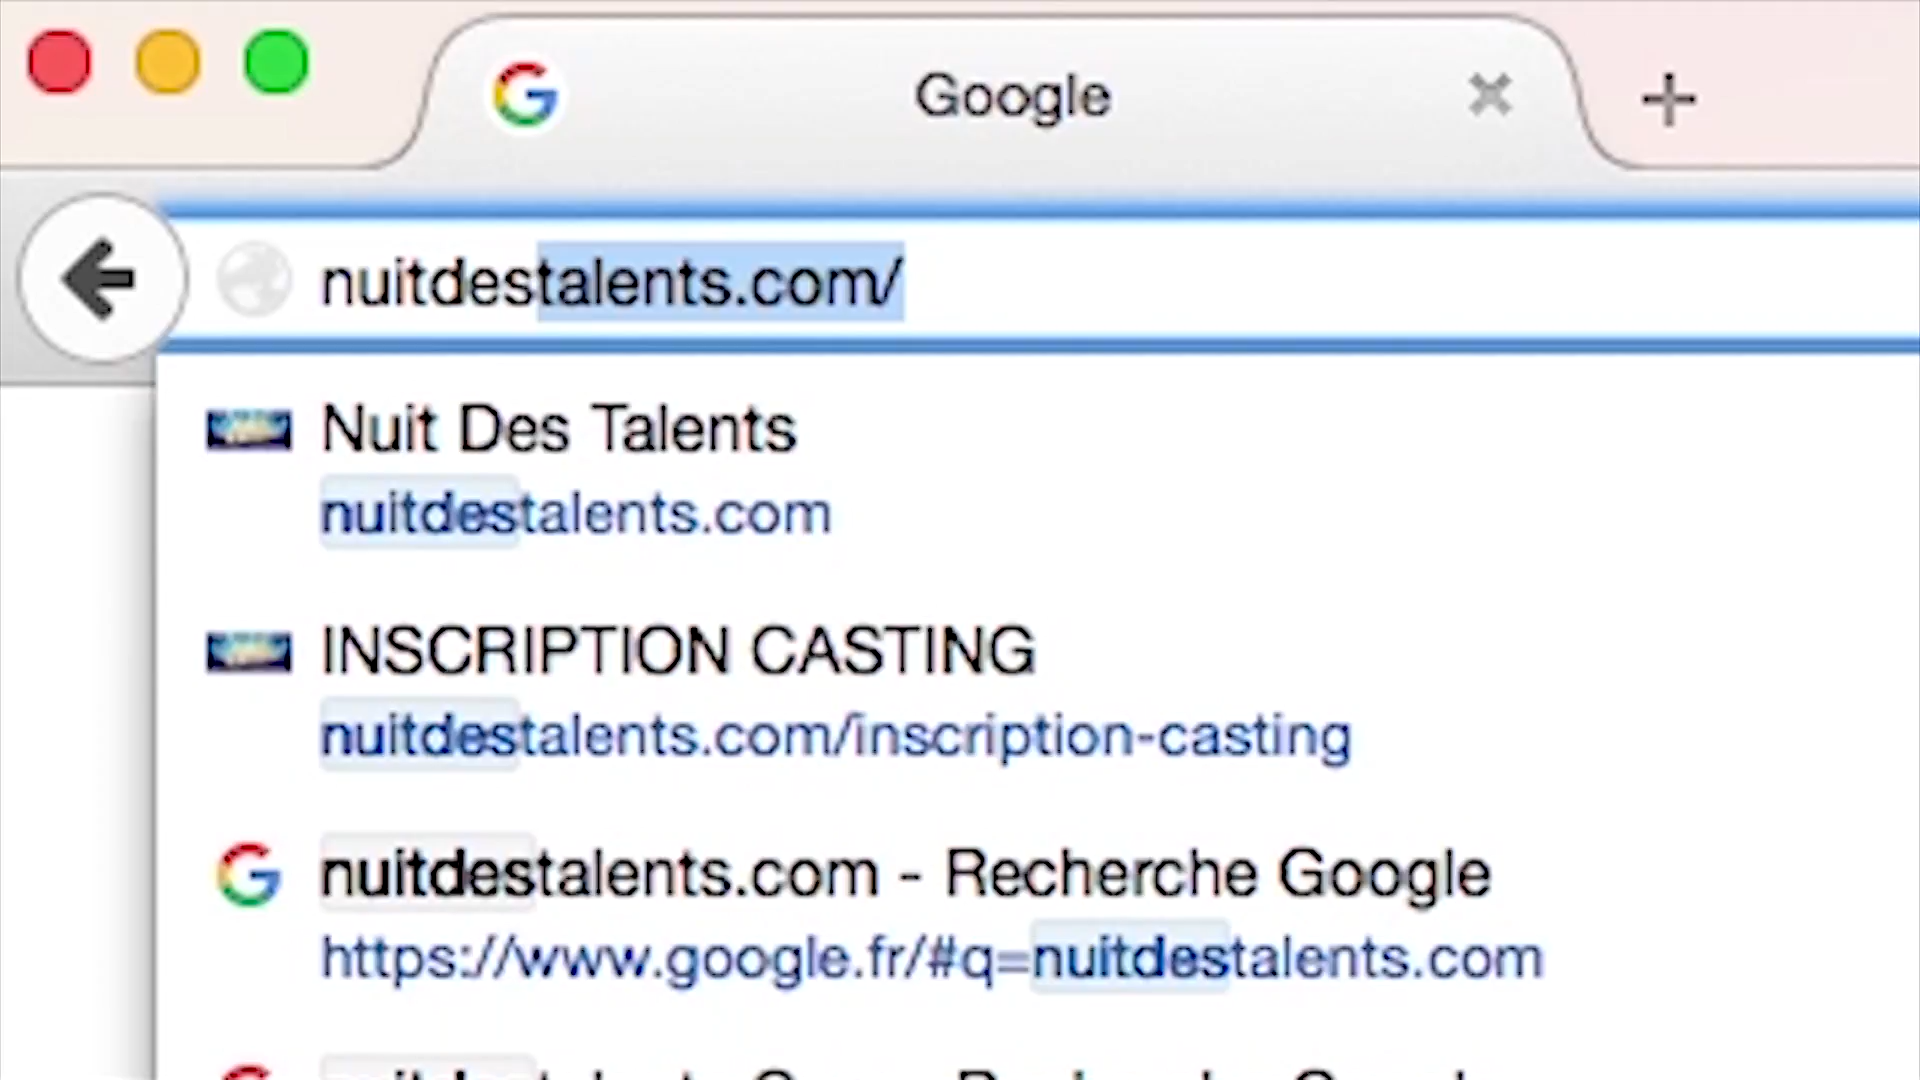 Google
nuitdestalents.com/
Nuit Des Talents
nuitdestalents.com
INSCRIPTION CASTING
nuitdestalents.com/inscription-casting
nuitdestalents.com - Recherche Google
https://www.google.fr/#q=nuitdestalents.com